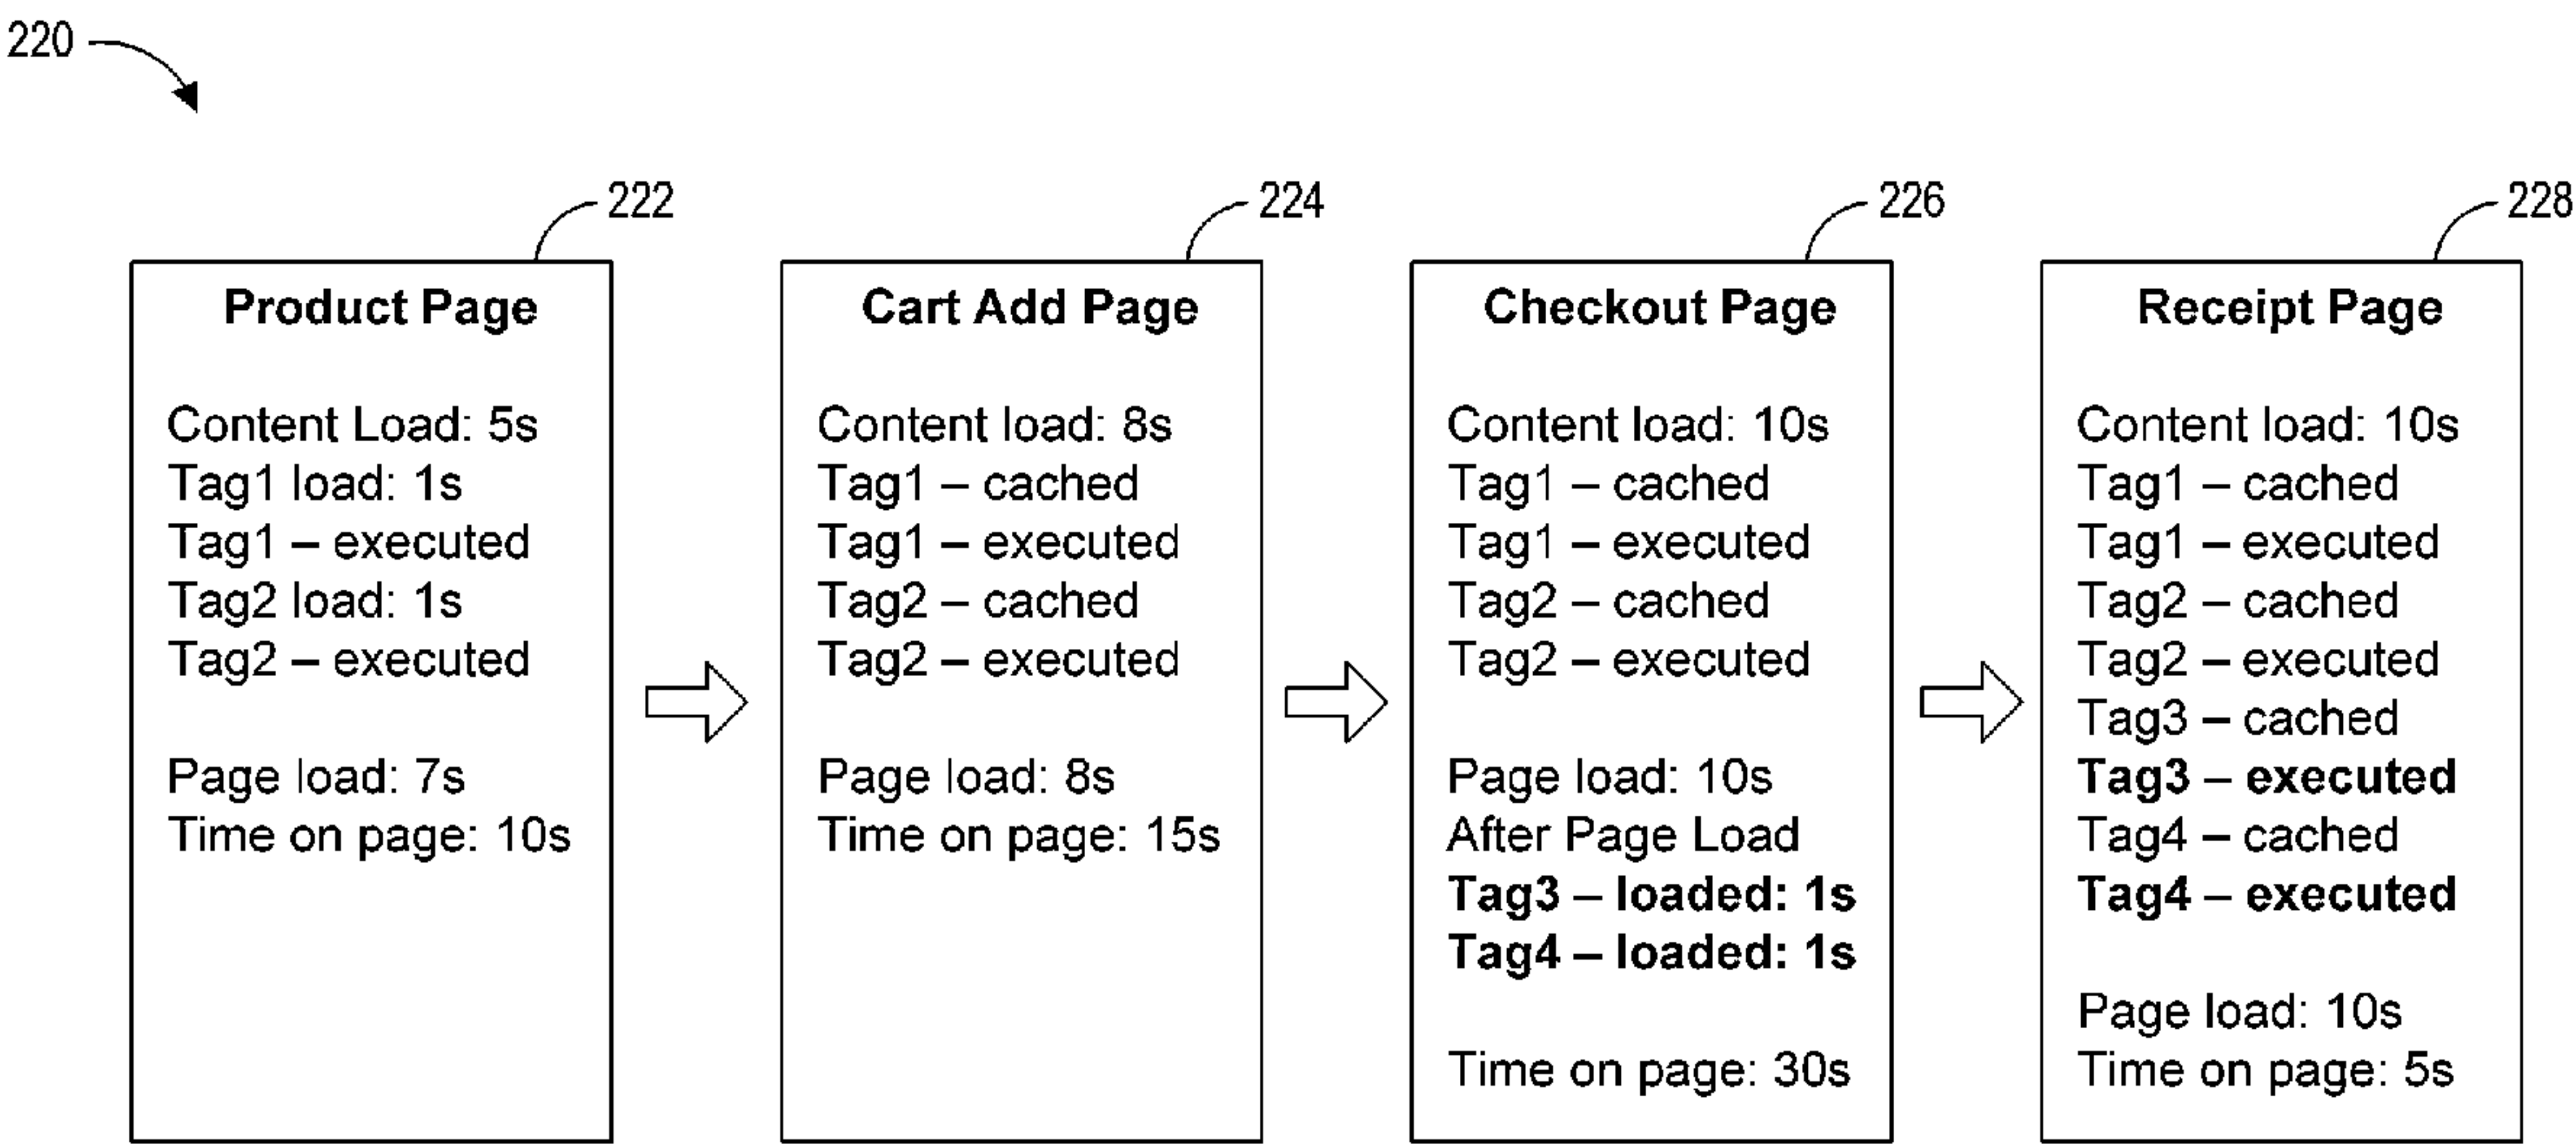 220
222
Product Page
Content Load: 5s
Tag1 load: 1s
Tag1 – executed
Tag2 load: 1s
Tag2 – executed
Page load: 7s
Time on page: 10s
224
Cart Add Page
Content load: 8s
Tag1 – cached
Tag1 – executed
Tag2 – cached
Tag2 – executed
Page load: 8s
Time on page: 15s
226
Checkout Page
Content load: 10s
Tag1 – cached
Tag1 – executed
Tag2 – cached
Tag2 – executed
Page load: 10s
After Page Load
Tag3 – loaded: 1s
Tag4 – loaded: 1s
Time on page: 30s
228
Receipt Page
Content load: 10s
Tag1 – cached
Tag1 – executed
Tag2 – cached
Tag2 – executed
Tag3 – cached
Tag3 – executed
Tag4 – cached
Tag4 – executed
Page load: 10s
Time on page: 5s